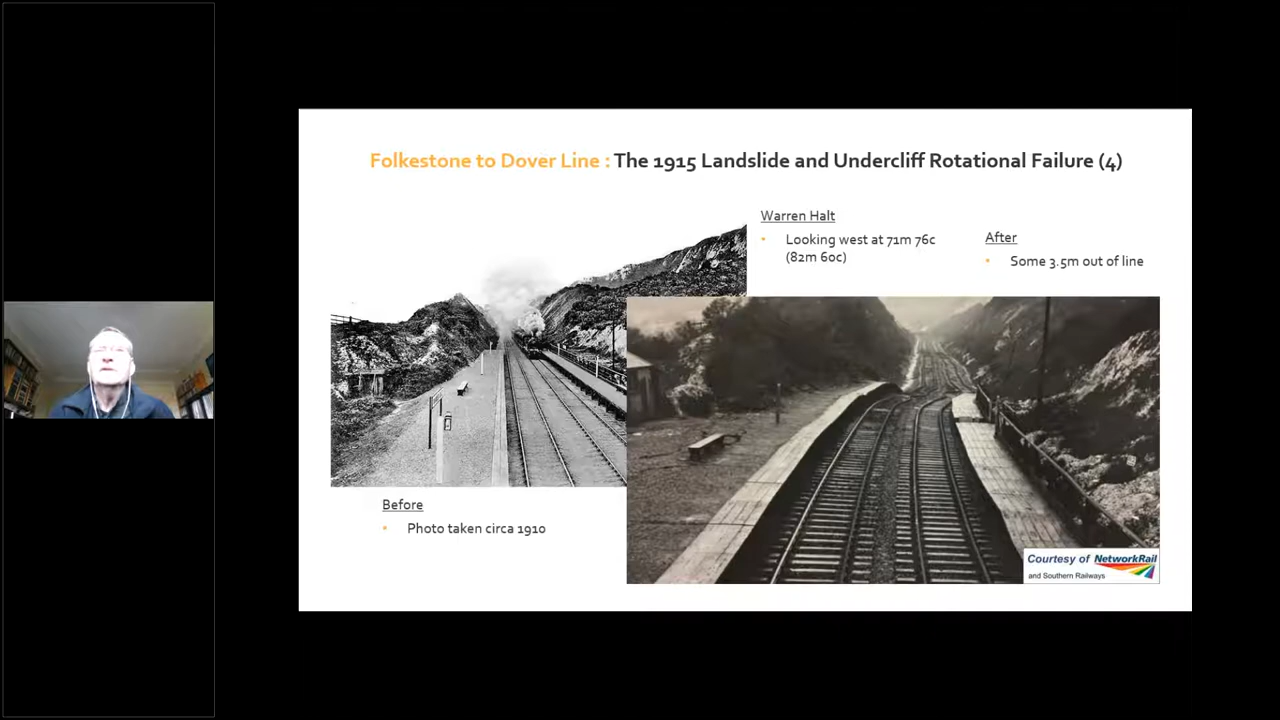 Folkestone to Dover Line : The 1915 Landslide and Undercliff Rotational Failure (4)
Warren Halt
• Looking west at 71m 76c
(82m 60c)
After
• Some 3.5m out of line
Before
• Photo taken circa 1910
Courtesy of NetworkRail
and Southern Railways